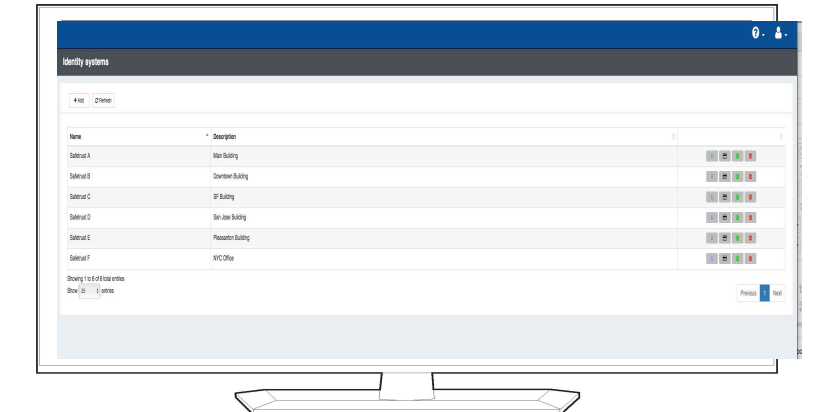 Identity systems
Add Refresh
Name Description
Safetrust A Main Building
Safetrust B Downtown Building
Safetrust C SF Building
Safetrust D San Jose Building
Safetrust E Pleasanton Building
Safetrust F NYC Office
Showing 1 to 6 of 6 total entries
Show 25 entries
Previous 1 Next